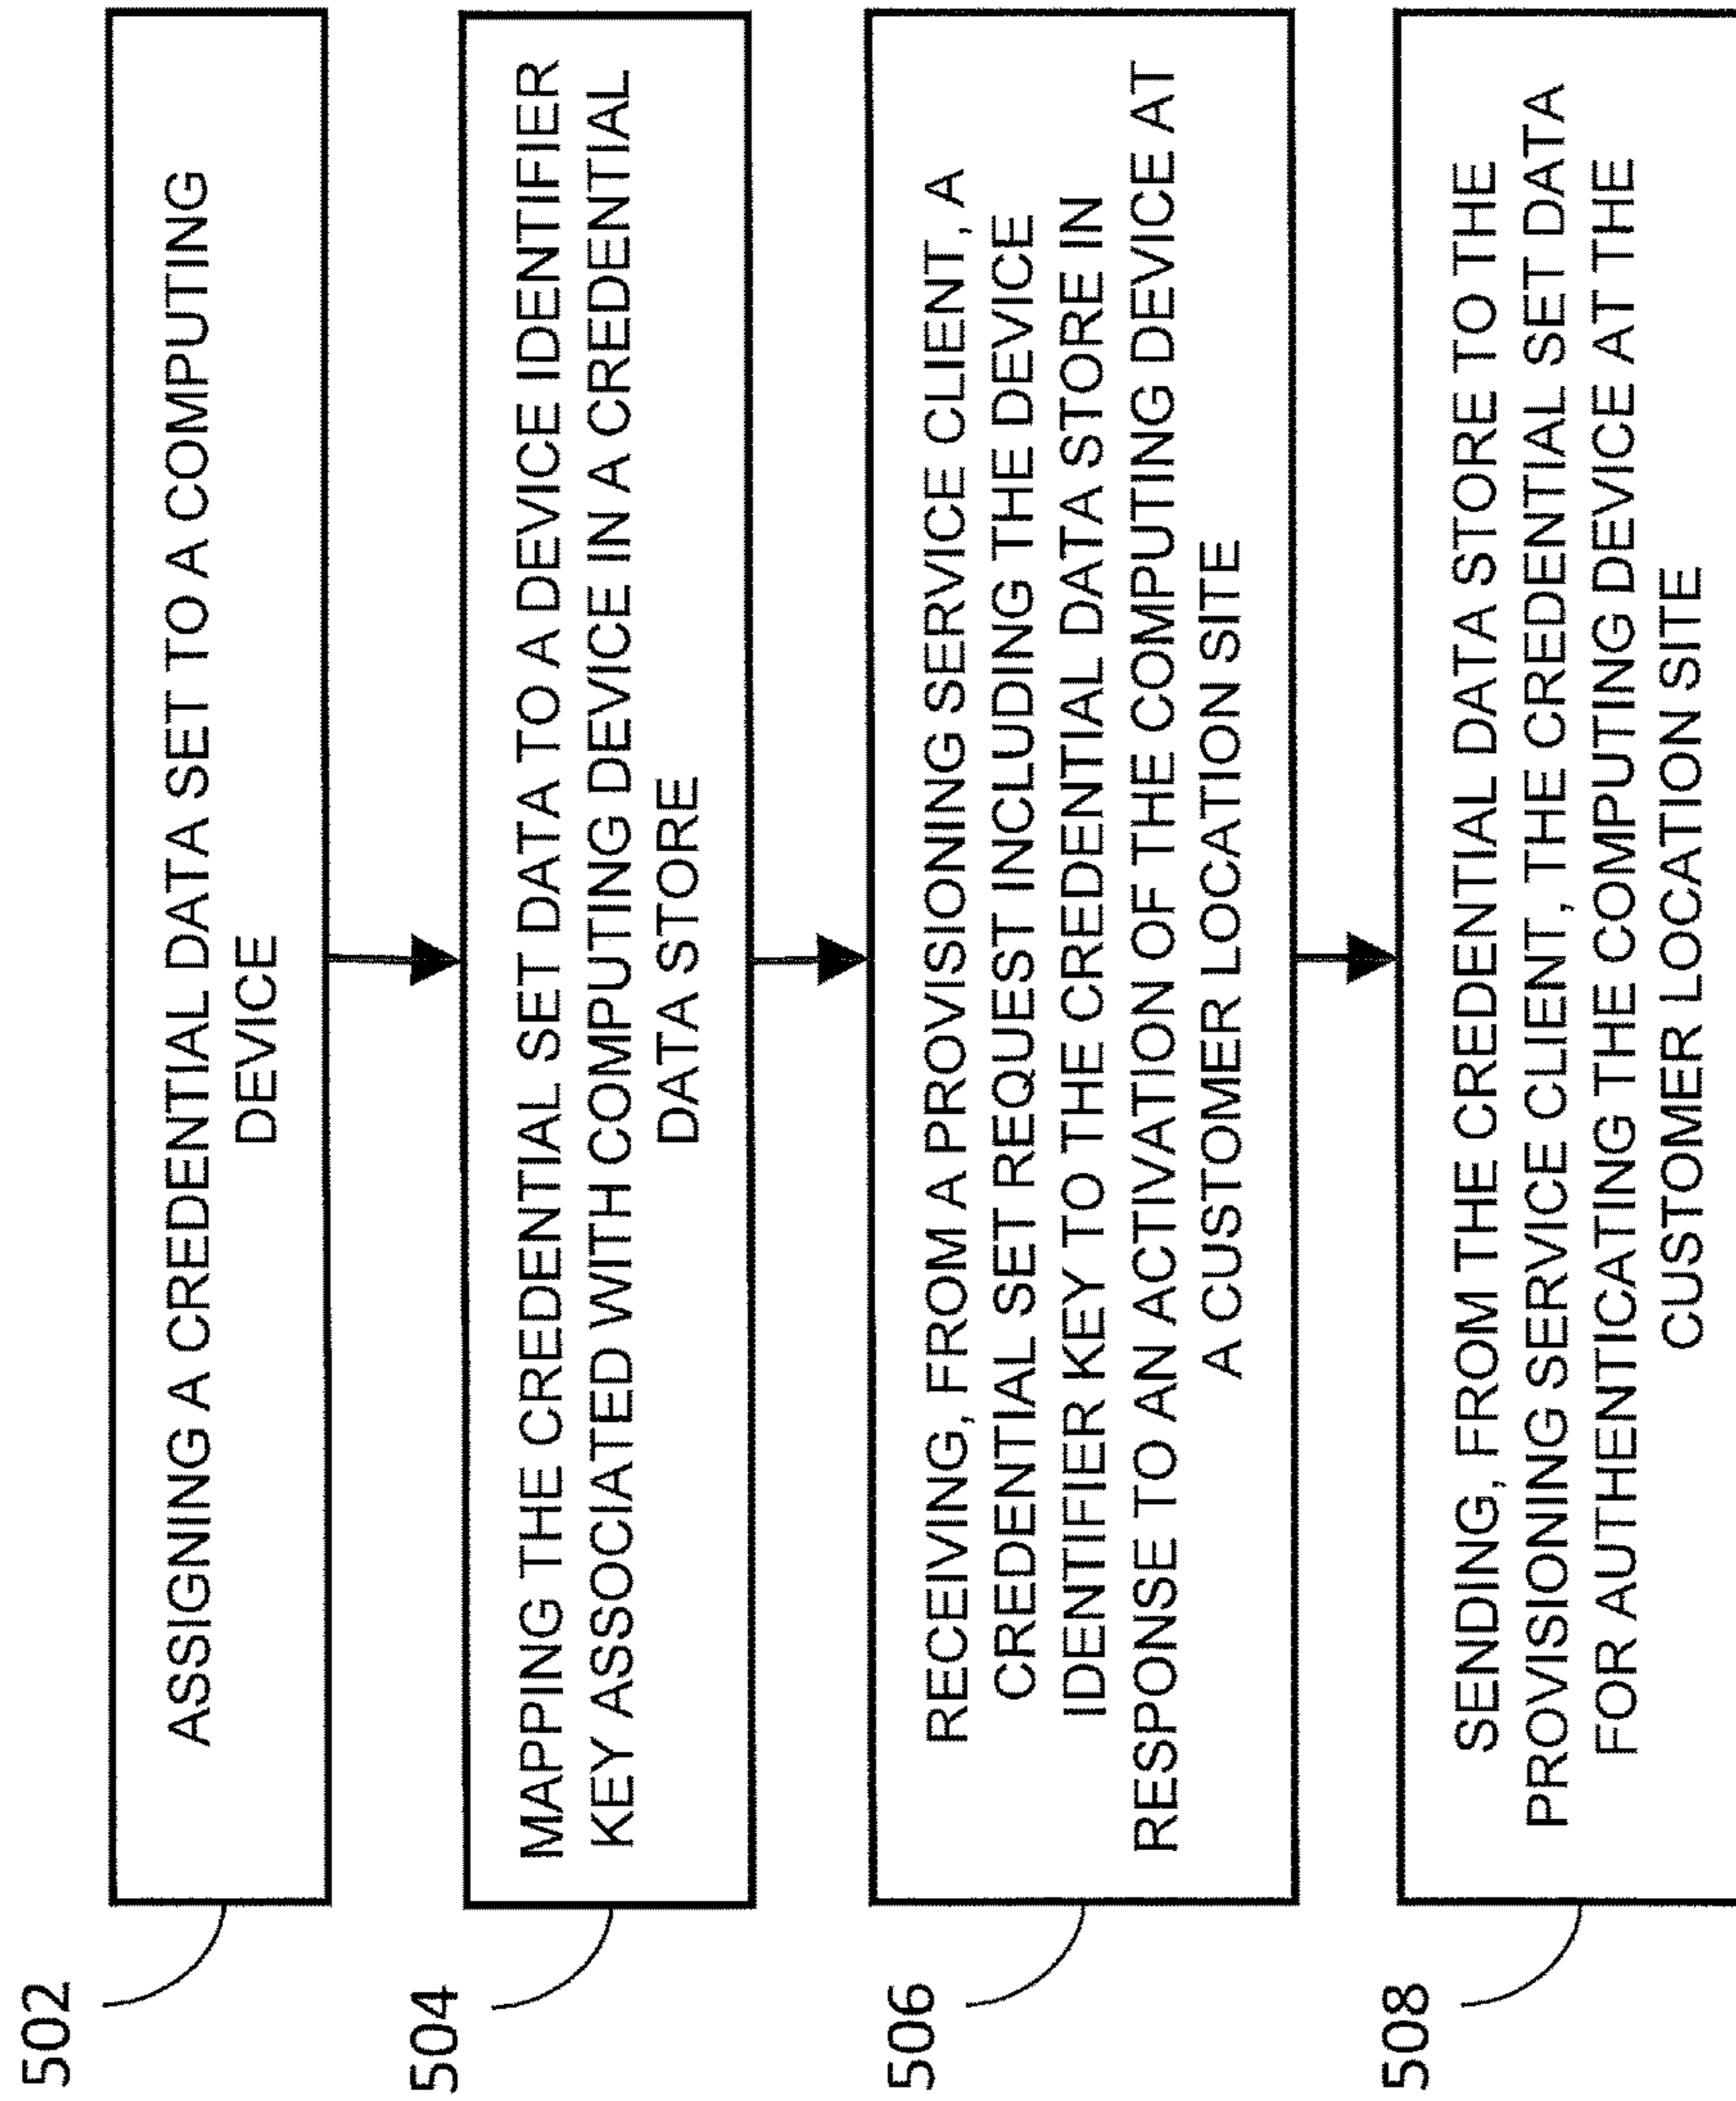 502
ASSIGNING A CREDENTIAL DATA SET TO A COMPUTING
DEVICE
504
MAPPING THE CREDENTIAL SET DATA TO A DEVICE IDENTIFIER
KEY ASSOCIATED WITH COMPUTING DEVICE IN A CREDENTIAL
DATA STORE
506
RECEIVING, FROM A PROVISIONING SERVICE CLIENT, A
CREDENTIAL SET REQUEST INCLUDING THE DEVICE
IDENTIFIER KEY TO THE CREDENTIAL DATA STORE IN
RESPONSE TO AN ACTIVATION OF THE COMPUTING DEVICE AT
A CUSTOMER LOCATION SITE
508
SENDING, FROM THE CREDENTIAL DATA STORE TO THE
PROVISIONING SERVICE CLIENT, THE CREDENTIAL SET DATA
FOR AUTHENTICATING THE COMPUTING DEVICE AT THE
CUSTOMER LOCATION SITE